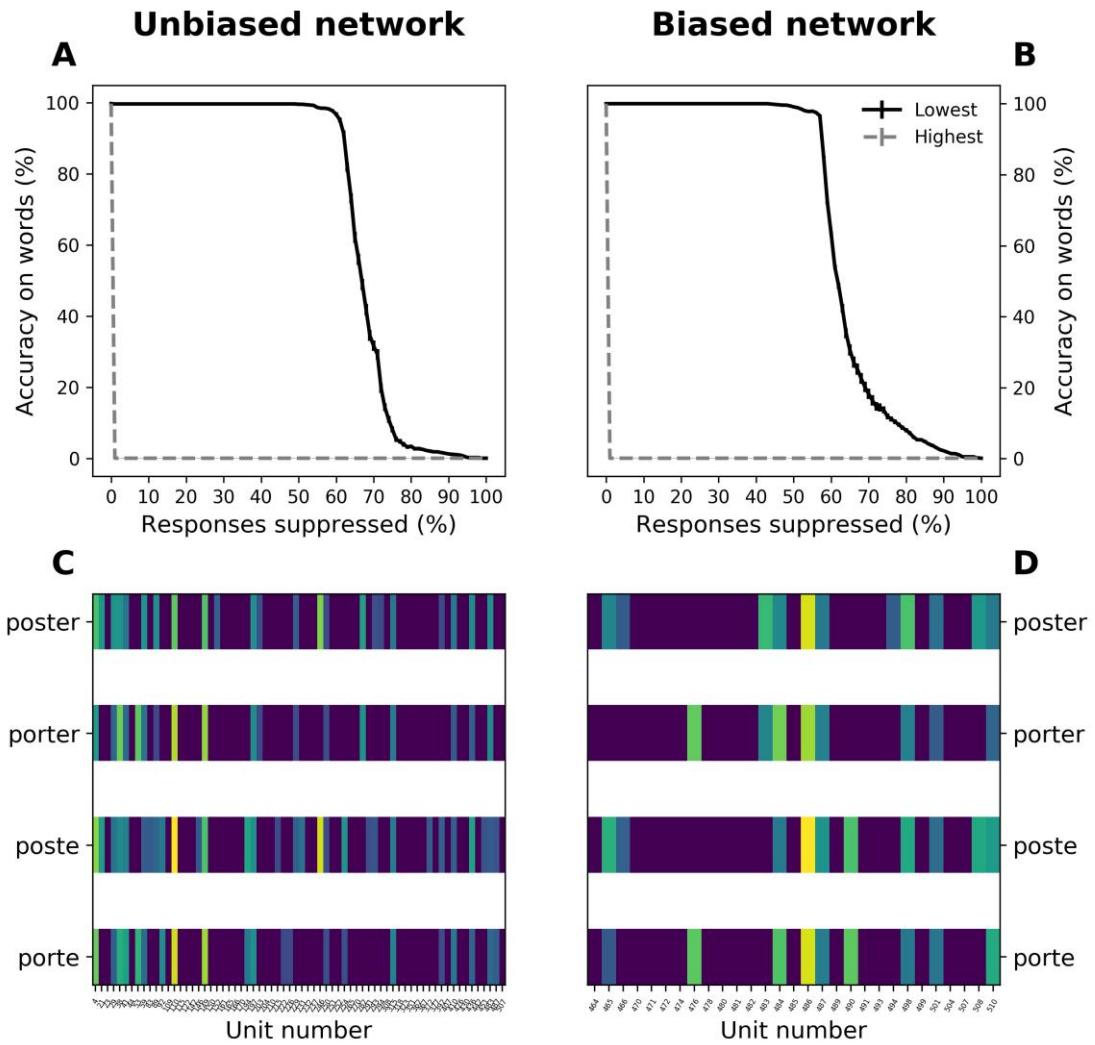 Unbiased network
Biased network
A
B
100
80
60
40
20
0
Accuracy on words (%)
0 10 20 30 40 50 60 70 80 90 100
Responses suppressed (%)
Lowest
Highest
100
80
60
40
20
0
Accuracy on words (%)
0 10 20 30 40 50 60 70 80 90 100
Responses suppressed (%)
C
D
poster
porter
poste
porte
Unit number
poster
porter
poste
porte
464 465 466 470 471 472 474 476 478 480 481 482 483 484 485 486 487 488 490 491 493 494 498 499 501 504 507 508 510
Unit number